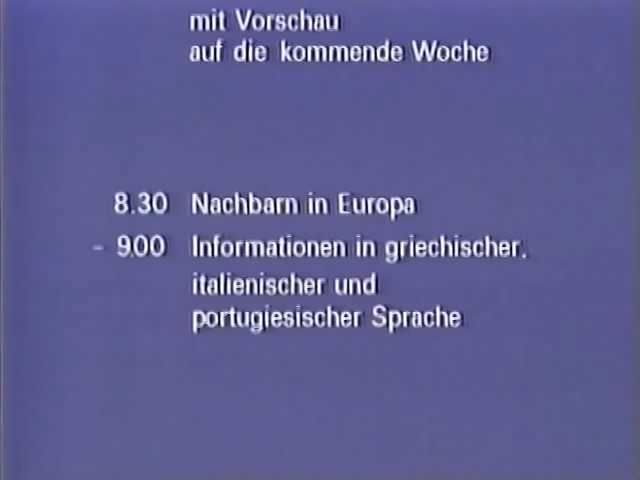 mit Vorschau
auf die kommende Woche
8.30 Nachbarn in Europa
- 9.00 Informationen in griechischer,
italienischer und
portugiesischer Sprache